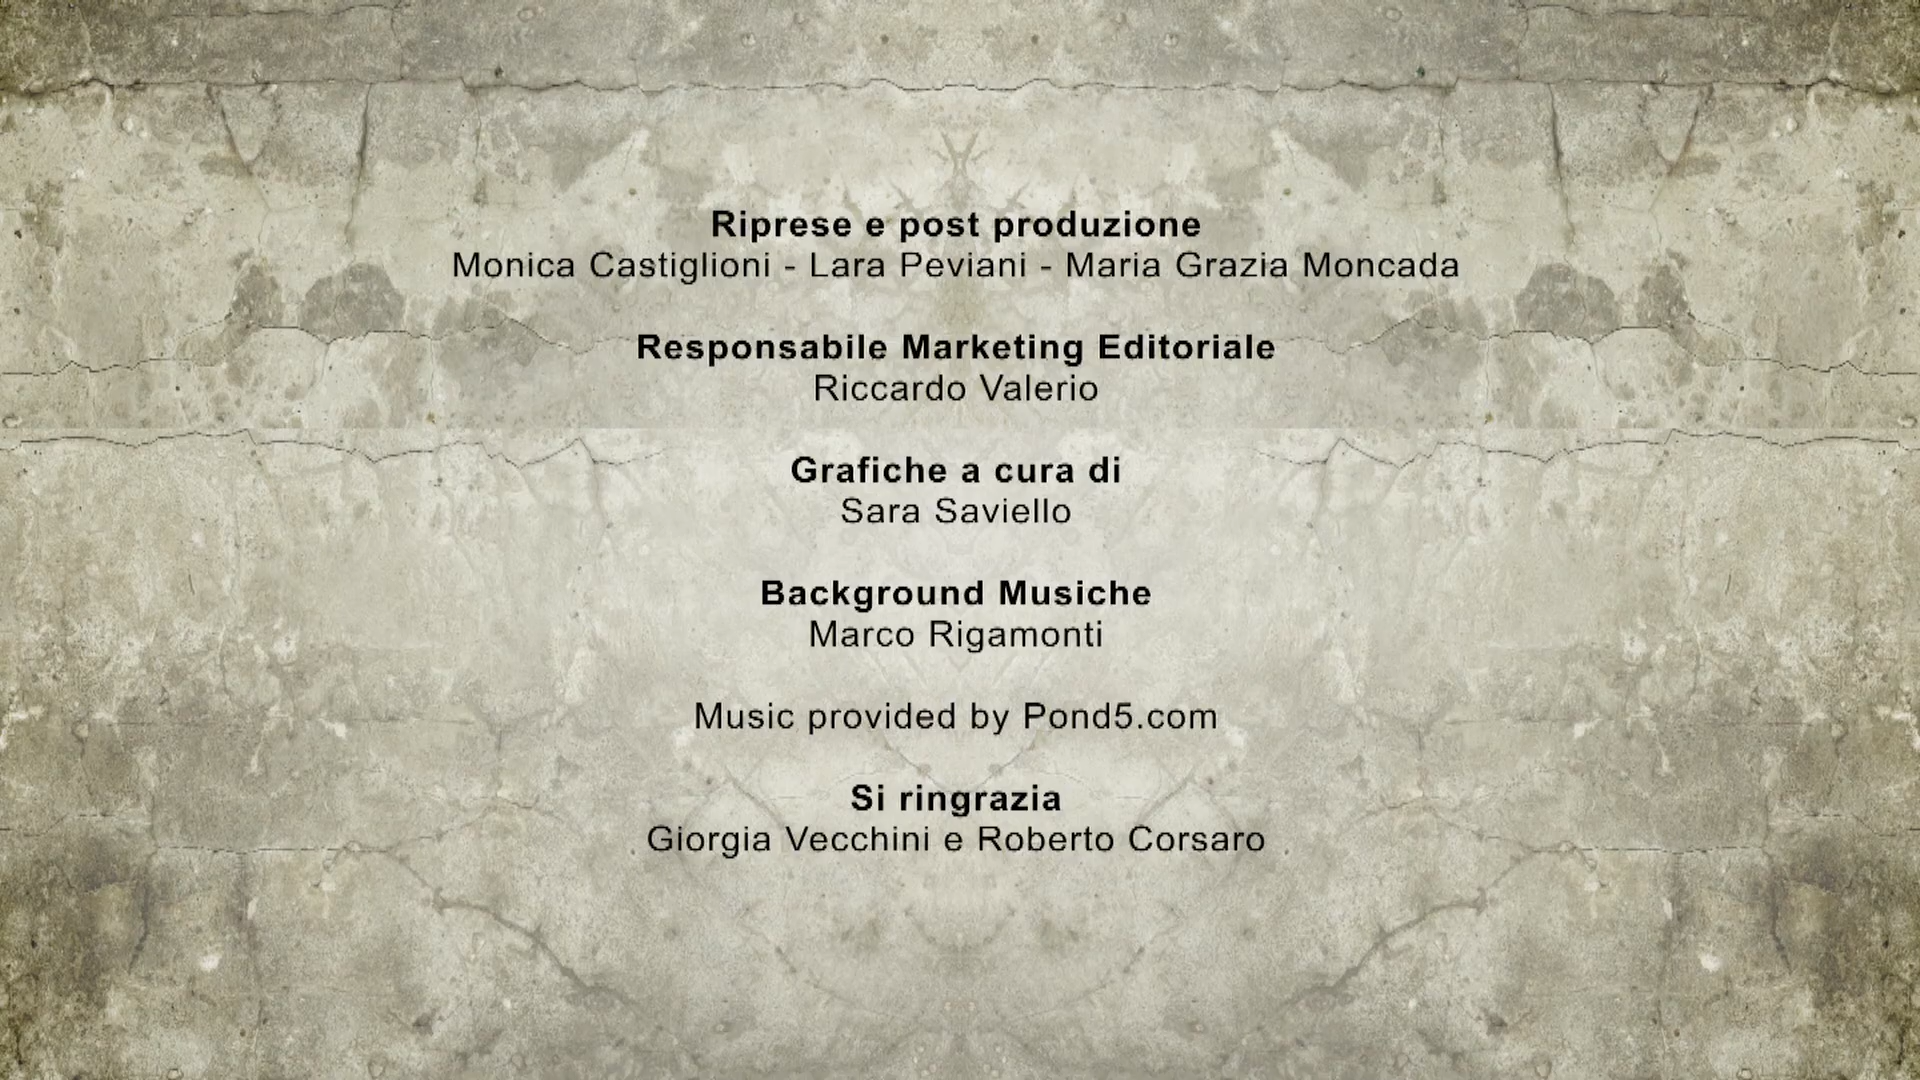 Riprese e post produzione
Monica Castiglioni - Lara Peviani - Maria Grazia Moncada
Responsabile Marketing Editoriale
Riccardo Valerio
Grafiche a cura di
Sara Saviello
Background Musiche
Marco Rigamonti
Music provided by Pond5.com
Si ringrazia
Giorgia Vecchini e Roberto Corsaro